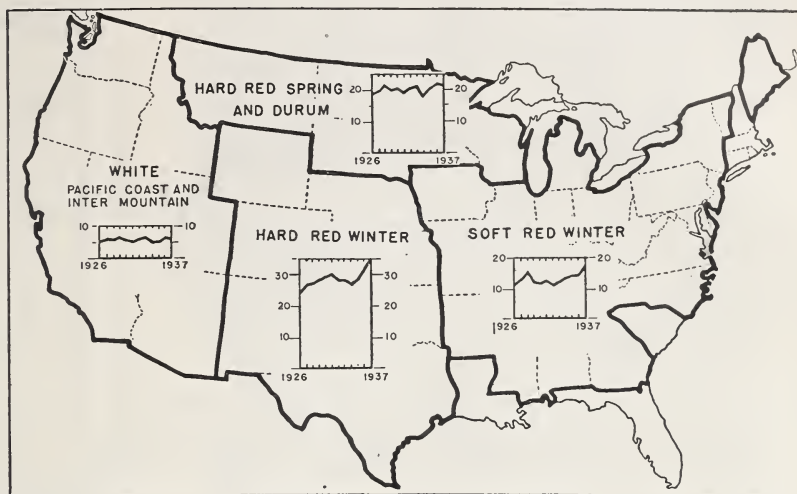 HARD RED SPRING
AND DURUM
20 20
10 10
1926 1937
WHITE
PACIFIC COAST AND
INTER MOUNTAIN
10 10
1926 1937
HARD RED WINTER
30 30
20 20
10 10
1926 1937
SOFT RED WINTER
20 20
10 10
1926 1937